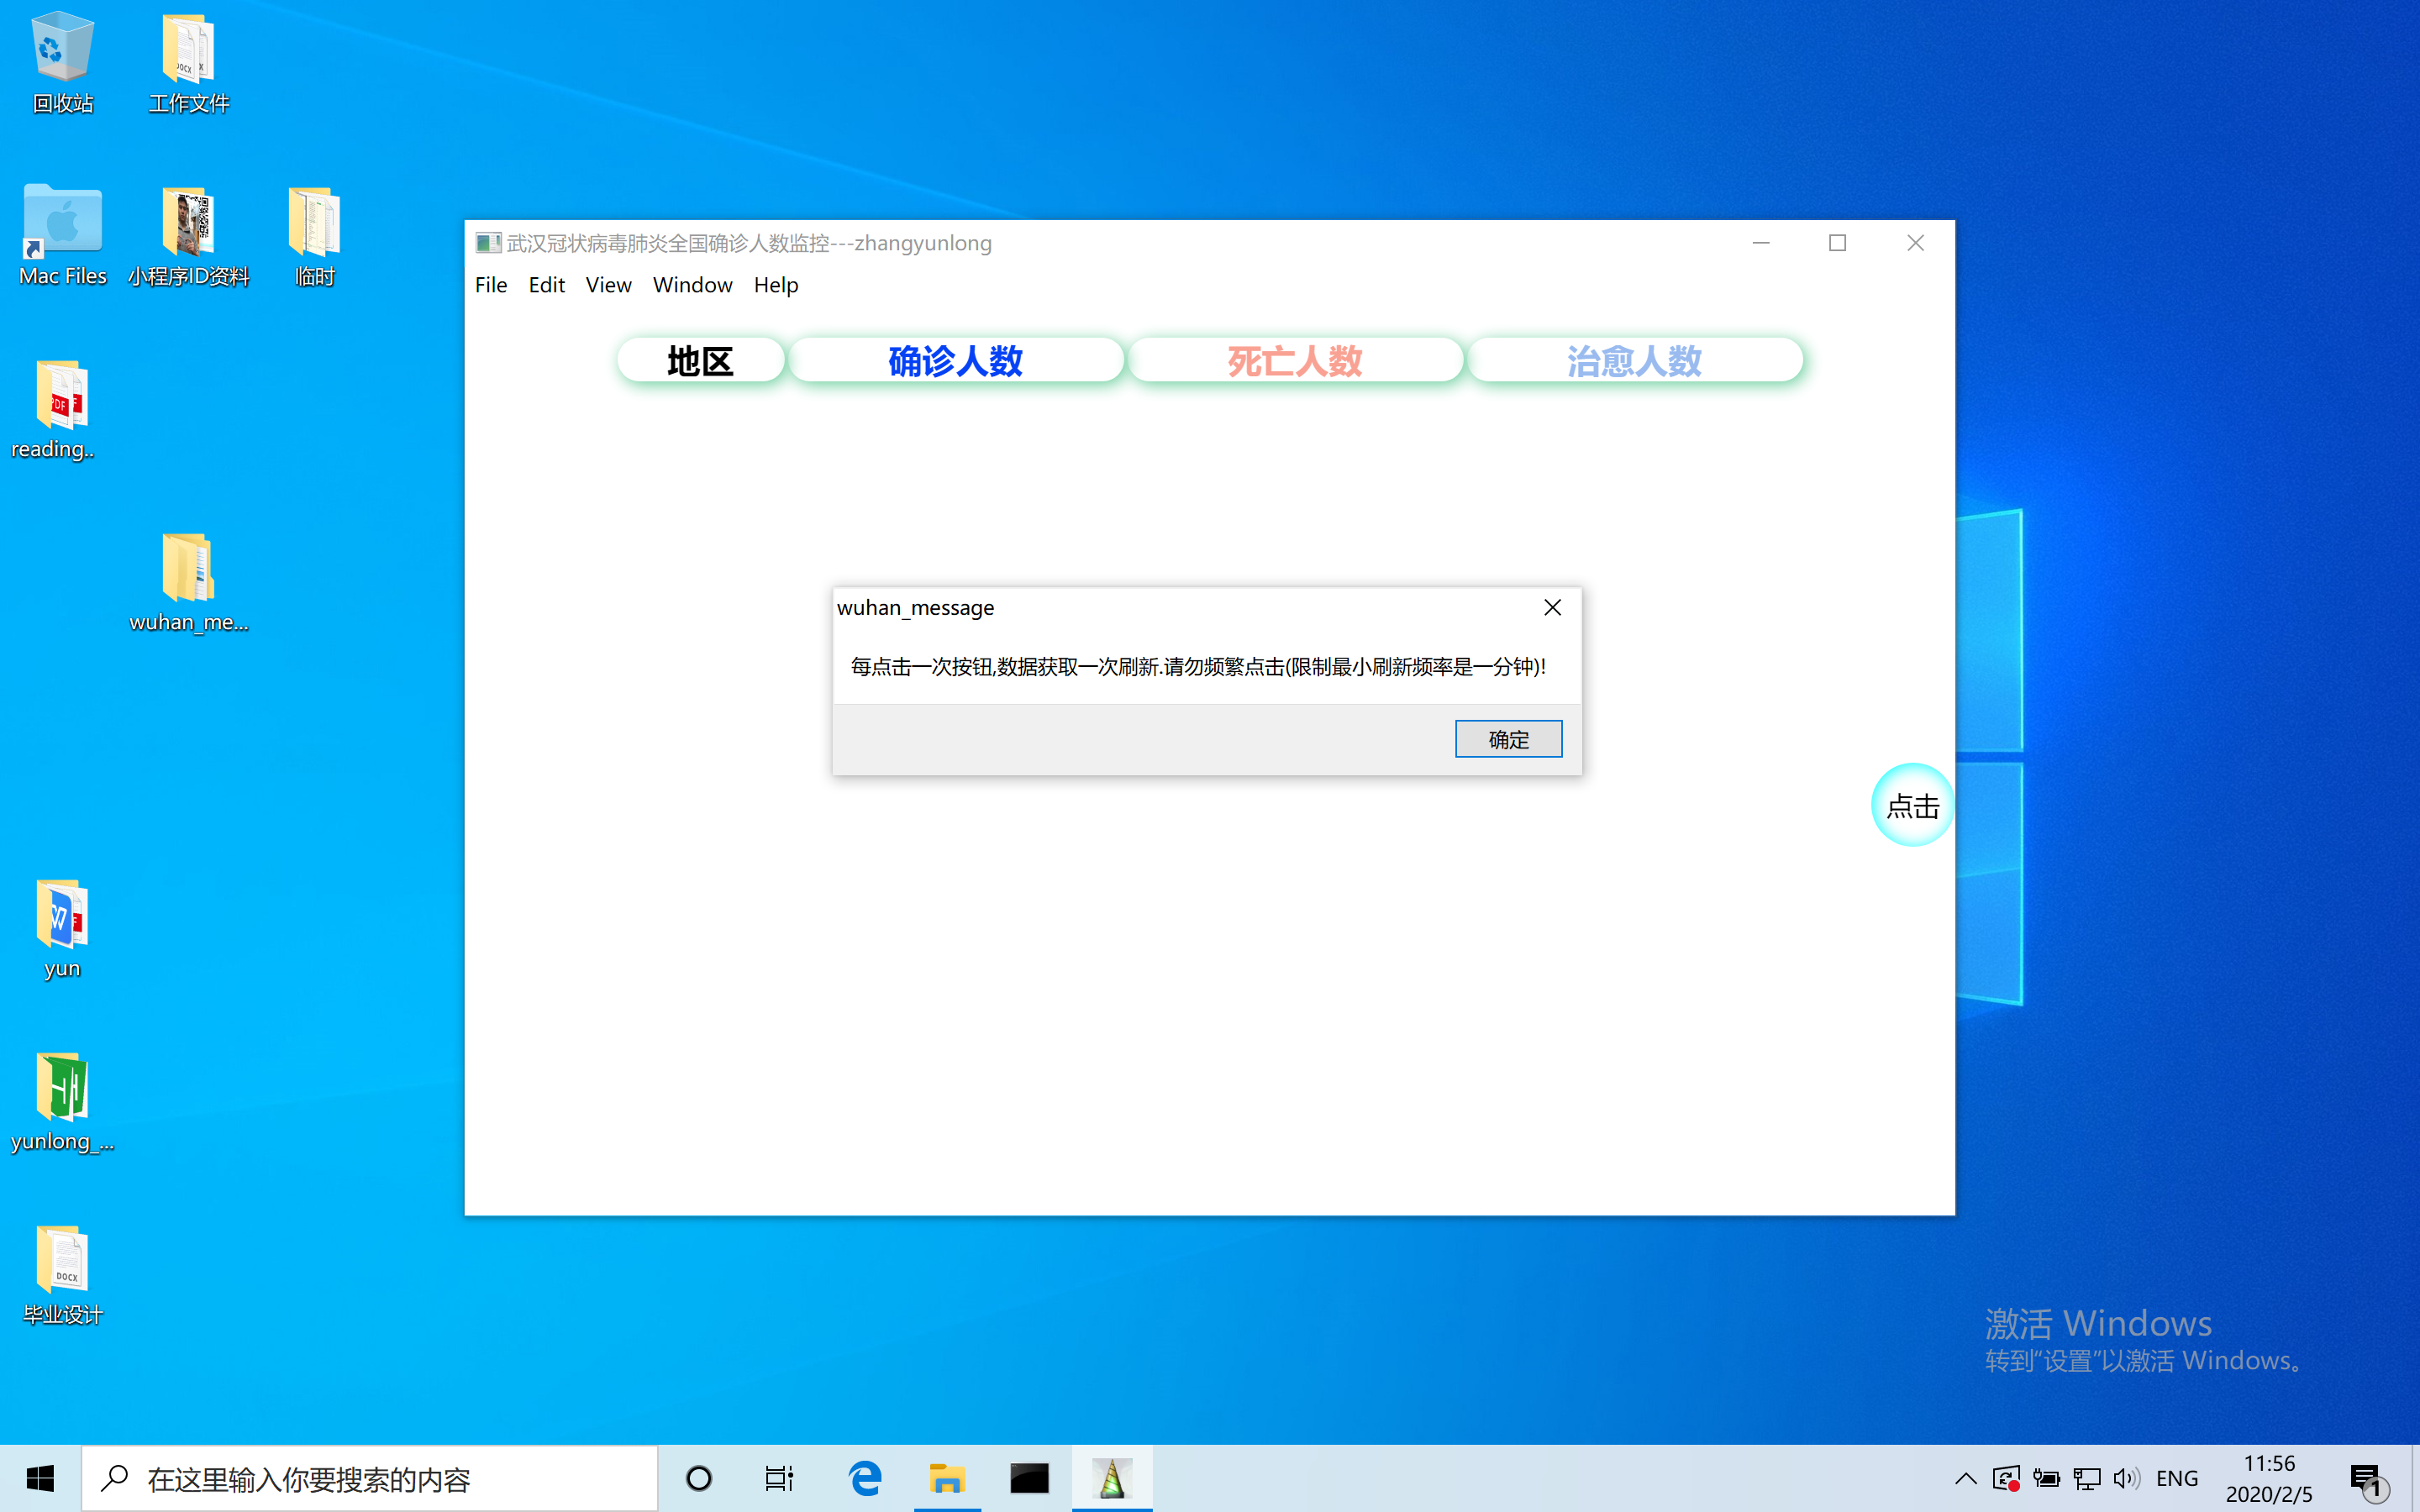 回收站
工作文件
Mac Files
小程序ID资料
临时
reading..
wuhan_me...
yun
yunlong_...
毕业设计
武汉冠状病毒肺炎全国确诊人数监控---zhangyunlong
File Edit View Window Help
地区 确诊人数 死亡人数 治愈人数
wuhan_message
每点击一次按钮,数据获取一次刷新.请勿频繁点击(限制最小刷新频率是一分钟)!
确定
点击
激活 Windows
转到“设置”以激活 Windows。
在这里输入你要搜索的内容
ENG
11:56
2020/2/5
1